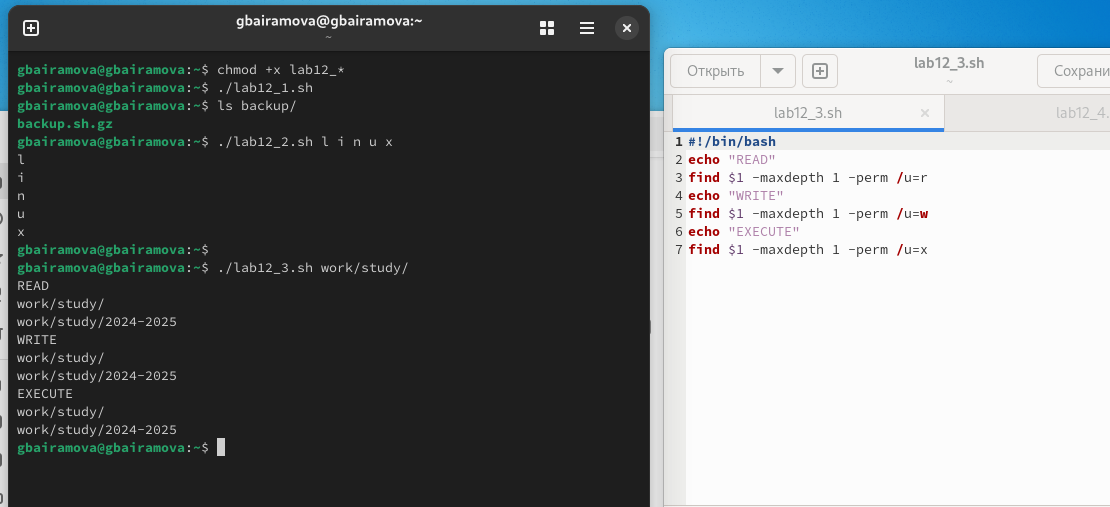 gbairamova@gbairamova:~
~
gbairamova@gbairamova:~$ chmod +x lab12_*
gbairamova@gbairamova:~$ ./lab12_1.sh
gbairamova@gbairamova:~$ ls backup/
backup.sh.gz
gbairamova@gbairamova:~$ ./lab12_2.sh l i n u x
l
i
n
u
x
gbairamova@gbairamova:~$
gbairamova@gbairamova:~$ ./lab12_3.sh work/study/
READ
work/study/
work/study/2024-2025
WRITE
work/study/
work/study/2024-2025
EXECUTE
work/study/
work/study/2024-2025
gbairamova@gbairamova:~$
Открыть
lab12_3.sh
~
Сохрани
lab12_3.sh
lab12_4.
1 #!/bin/bash
2 echo "READ"
3 find $1 -maxdepth 1 -perm /u=r
4 echo "WRITE"
5 find $1 -maxdepth 1 -perm /u=w
6 echo "EXECUTE"
7 find $1 -maxdepth 1 -perm /u=x